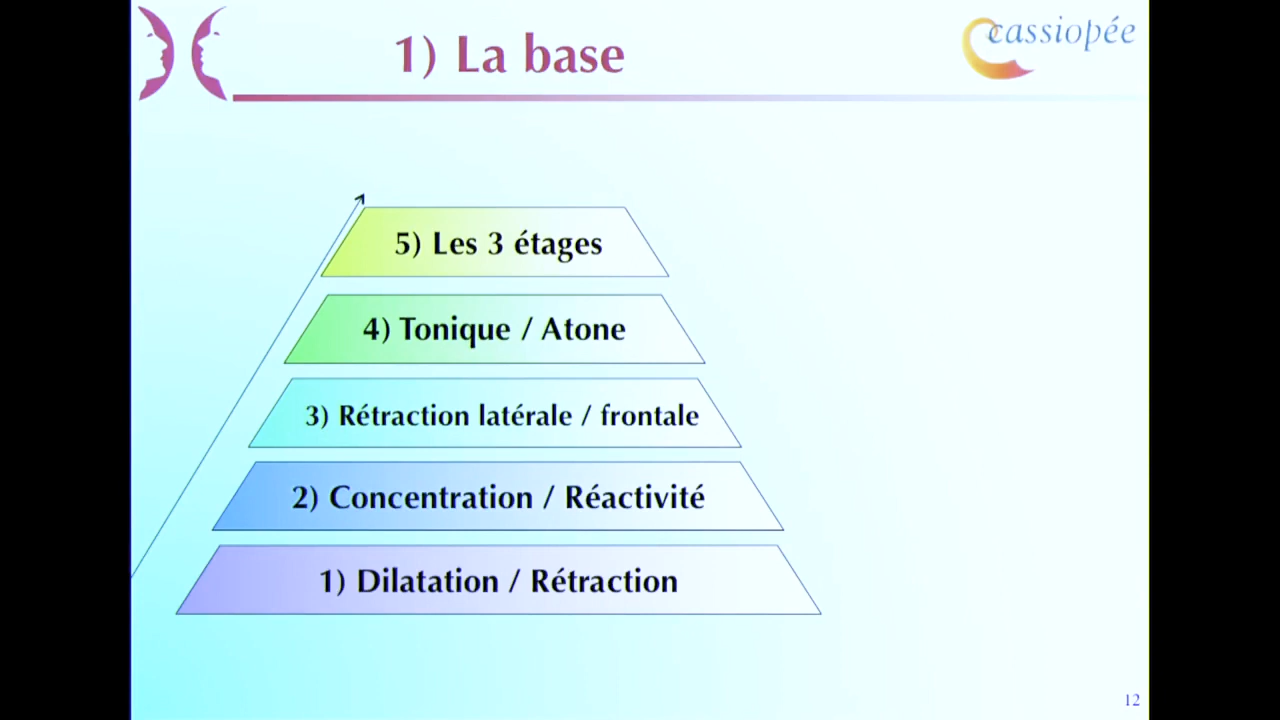 1) La base
cassiopée
5) Les 3 étages
4) Tonique / Atone
3) Rétraction latérale / frontale
2) Concentration / Réactivité
1) Dilatation / Rétraction
12